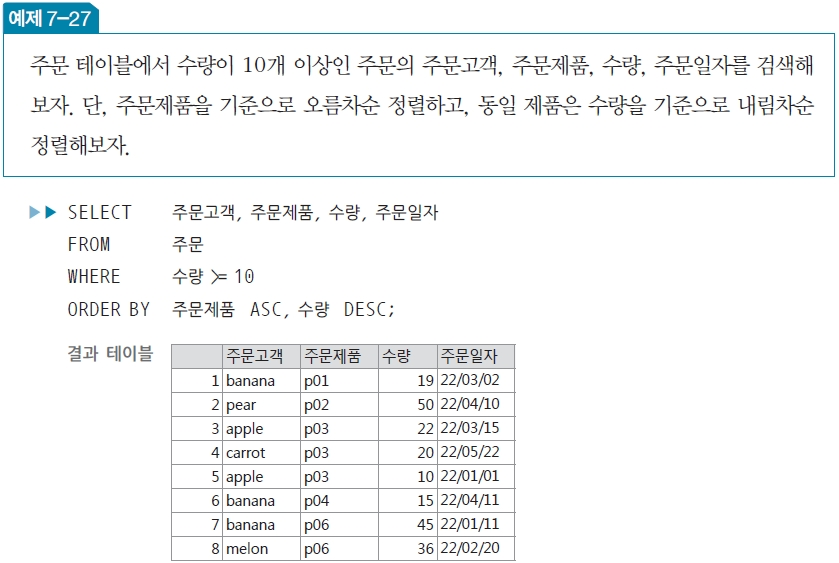 예제 7-27
주문 테이블에서 수량이 10개 이상인 주문의 주문고객, 주문제품, 수량, 주문일자를 검색해
보자. 단, 주문제품을 기준으로 오름차순 정렬하고, 동일 제품은 수량을 기준으로 내림차순
정렬해보자.
▶▶ SELECT 주문고객, 주문제품, 수량, 주문일자
FROM 주문
WHERE 수량 >= 10
ORDER BY 주문제품 ASC, 수량 DESC;
결과 테이블
주문고객 주문제품 수량 주문일자
1 banana p01 19 22/03/02
2 pear p02 50 22/04/10
3 apple p03 22 22/03/15
4 carrot p03 20 22/05/22
5 apple p03 10 22/01/01
6 banana p04 15 22/04/11
7 banana p06 45 22/01/11
8 melon p06 36 22/02/20